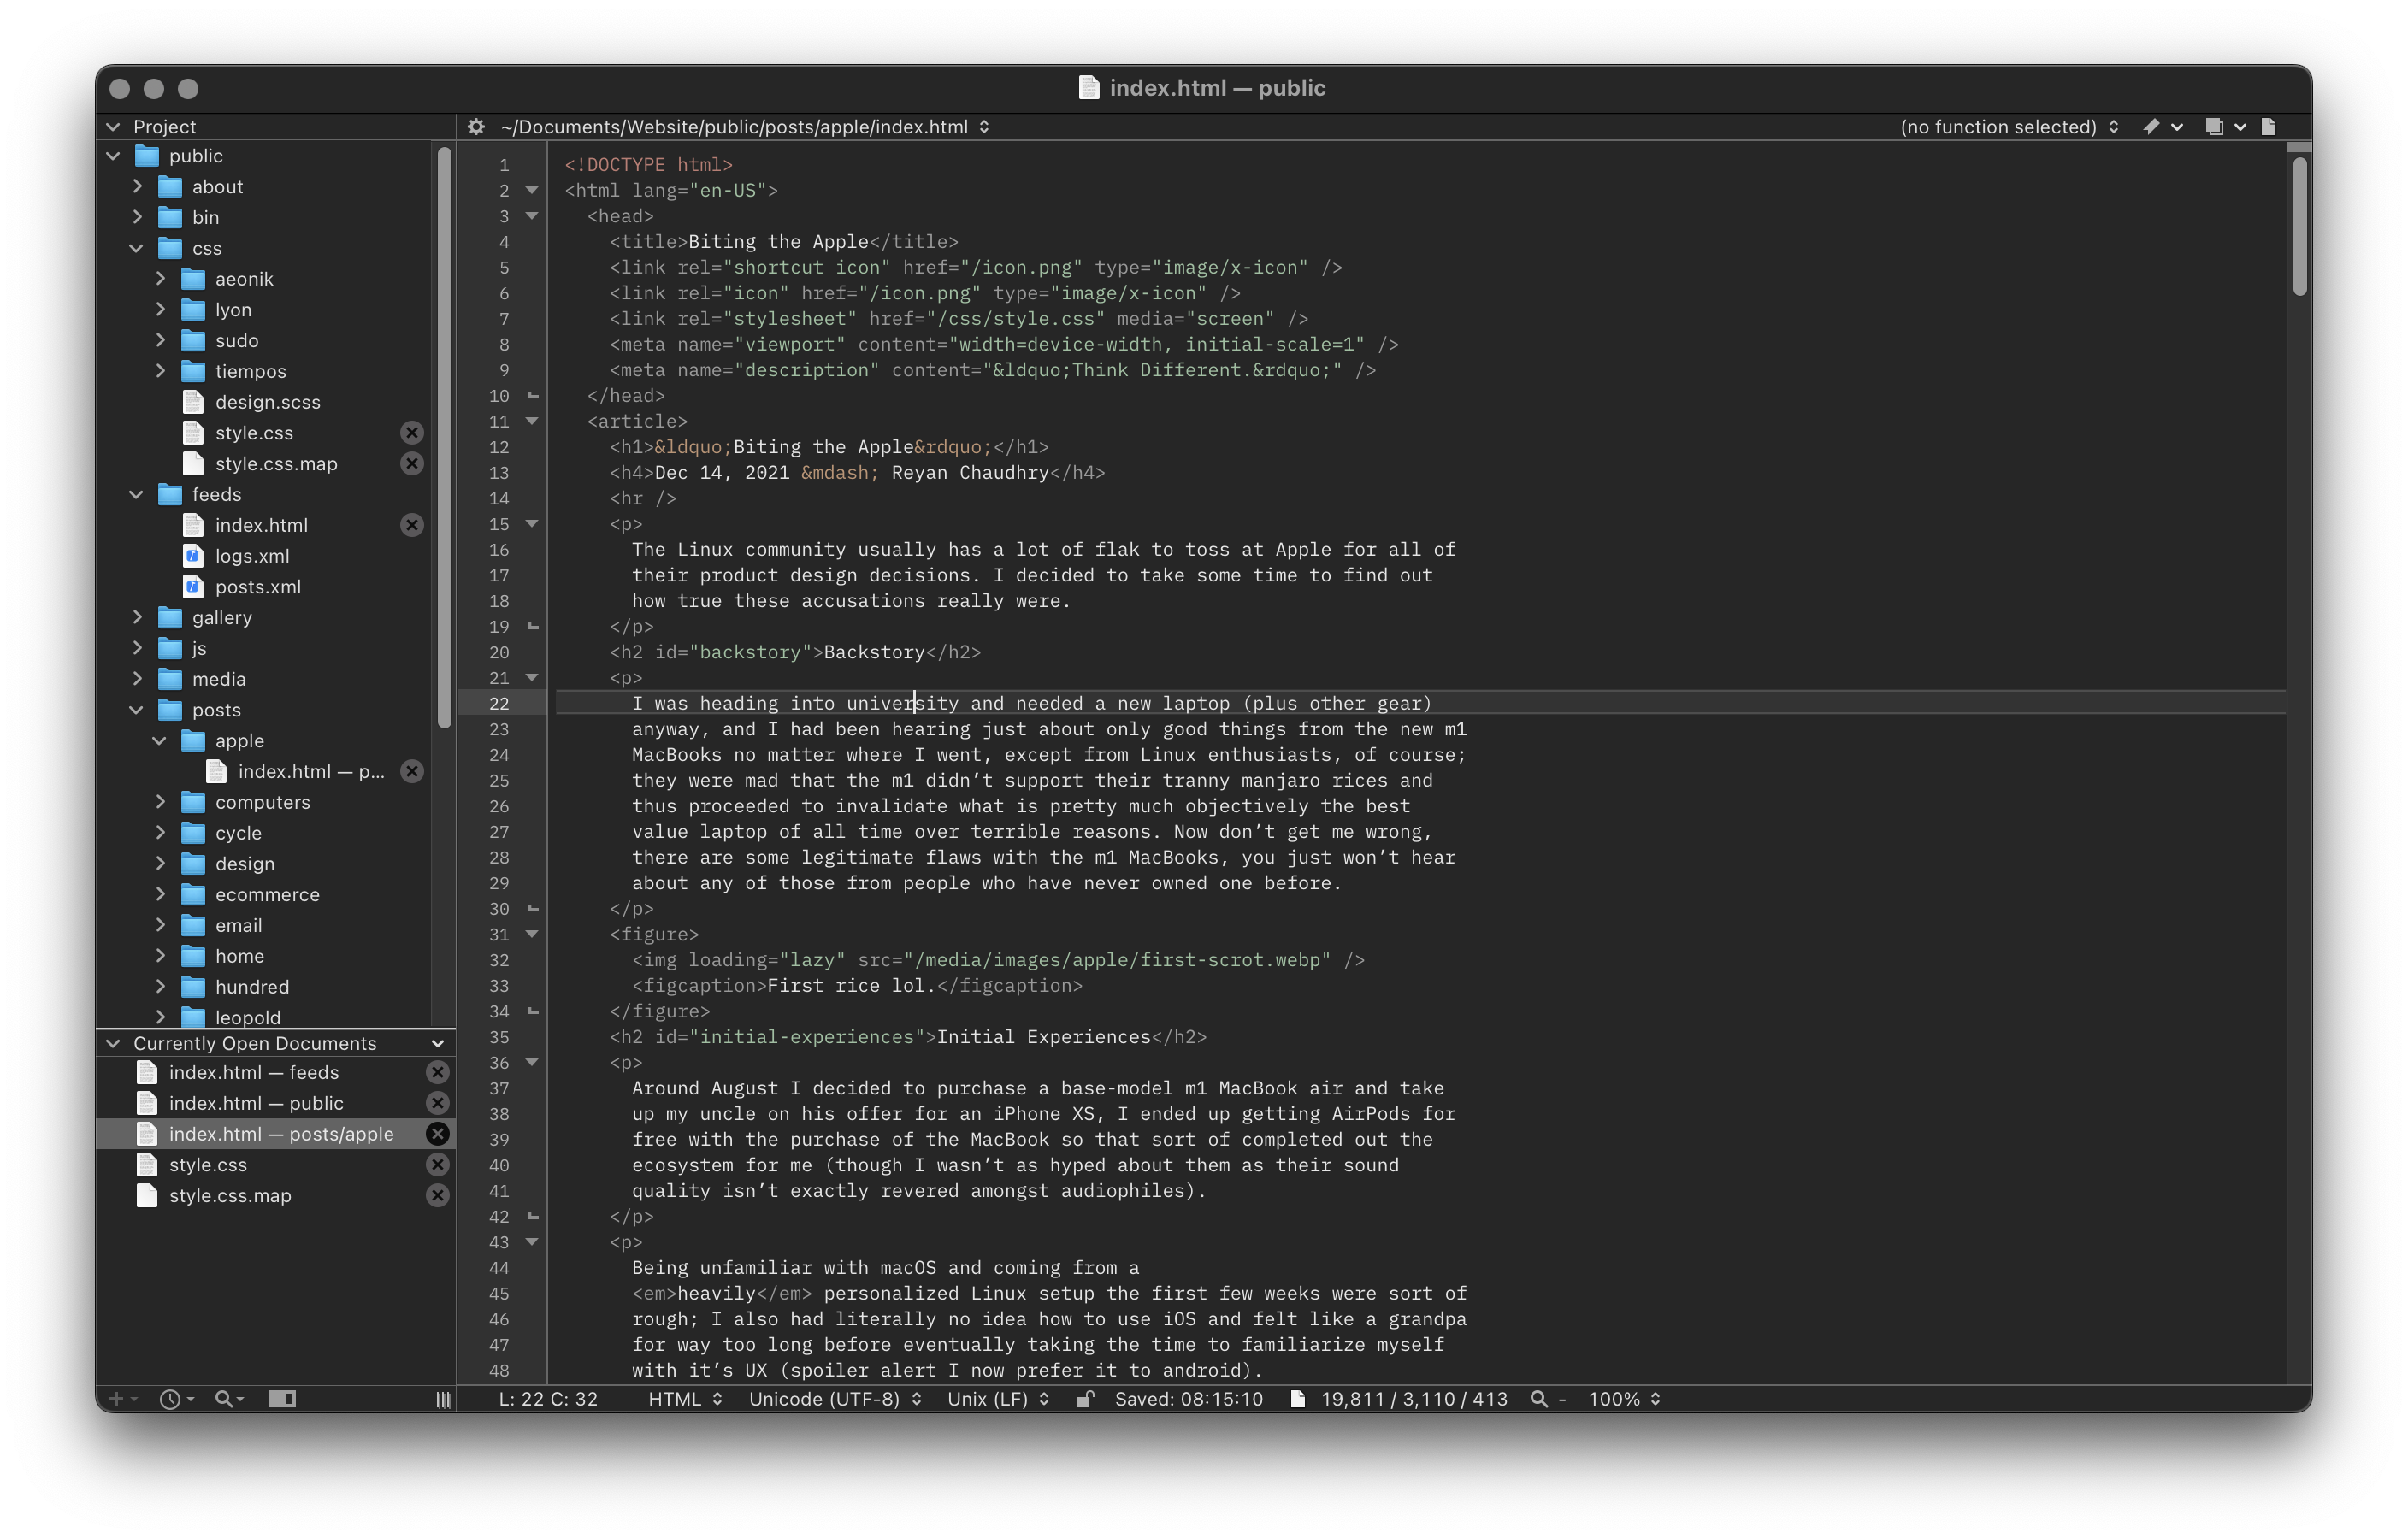 index.html — public
Project
~/Documents/Website/public/posts/apple/index.html
(no function selected)
public
about
bin
css
aeonik
lyon
sudo
tiempos
design.scss
style.css
style.css.map
feeds
index.html
logs.xml
posts.xml
gallery
js
media
posts
apple
index.html — p...
computers
cycle
design
ecommerce
email
home
hundred
leopold
Currently Open Documents
index.html — feeds
index.html — public
index.html — posts/apple
style.css
style.css.map
1 <!DOCTYPE html>
2 <html lang="en-US">
3 <head>
4 <title>Biting the Apple</title>
5 <link rel="shortcut icon" href="/icon.png" type="image/x-icon" />
6 <link rel="icon" href="/icon.png" type="image/x-icon" />
7 <link rel="stylesheet" href="/css/style.css" media="screen" />
8 <meta name="viewport" content="width=device-width, initial-scale=1" />
9 <meta name="description" content="&ldquo;Think Different.&rdquo;" />
10 </head>
11 <article>
12 <h1>&ldquo;Biting the Apple&rdquo;</h1>
13 <h4>Dec 14, 2021 &mdash; Reyan Chaudhry</h4>
14 <hr />
15 <p>
16 The Linux community usually has a lot of flak to toss at Apple for all of
17 their product design decisions. I decided to take some time to find out
18 how true these accusations really were.
19 </p>
20 <h2 id="backstory">Backstory</h2>
21 <p>
22 I was heading into university and needed a new laptop (plus other gear)
23 anyway, and I had been hearing just about only good things from the new m1
24 MacBooks no matter where I went, except from Linux enthusiasts, of course;
25 they were mad that the m1 didn’t support their tranny manjaro rices and
26 thus proceeded to invalidate what is pretty much objectively the best
27 value laptop of all time over terrible reasons. Now don’t get me wrong,
28 there are some legitimate flaws with the m1 MacBooks, you just won’t hear
29 about any of those from people who have never owned one before.
30 </p>
31 <figure>
32 <img loading="lazy" src="/media/images/apple/first-scrot.webp" />
33 <figcaption>First rice lol.</figcaption>
34 </figure>
35 <h2 id="initial-experiences">Initial Experiences</h2>
36 <p>
37 Around August I decided to purchase a base-model m1 MacBook air and take
38 up my uncle on his offer for an iPhone XS, I ended up getting AirPods for
39 free with the purchase of the MacBook so that sort of completed out the
40 ecosystem for me (though I wasn’t as hyped about them as their sound
41 quality isn’t exactly revered amongst audiophiles).
42 </p>
43 <p>
44 Being unfamiliar with macOS and coming from a
45 <em>heavily</em> personalized Linux setup the first few weeks were sort of
46 rough; I also had literally no idea how to use iOS and felt like a grandpa
47 for way too long before eventually taking the time to familiarize myself
48 with it’s UX (spoiler alert I now prefer it to android).
L: 22 C: 32 HTML Unicode (UTF-8) Unix (LF) Saved: 08:15:10 19,811 / 3,110 / 413 - 100%